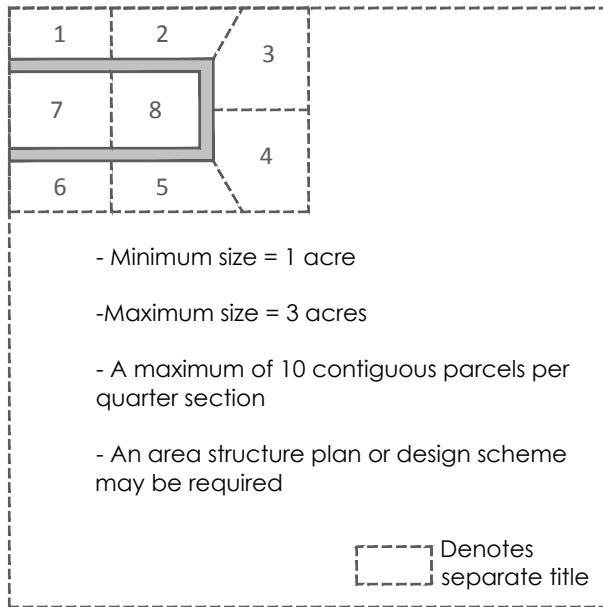 1 2 3
7 8
4
6 5
- Minimum size = 1 acre
-Maximum size = 3 acres
- A maximum of 10 contiguous parcels per
quarter section
- An area structure plan or design scheme
may be required
Denotes
separate title